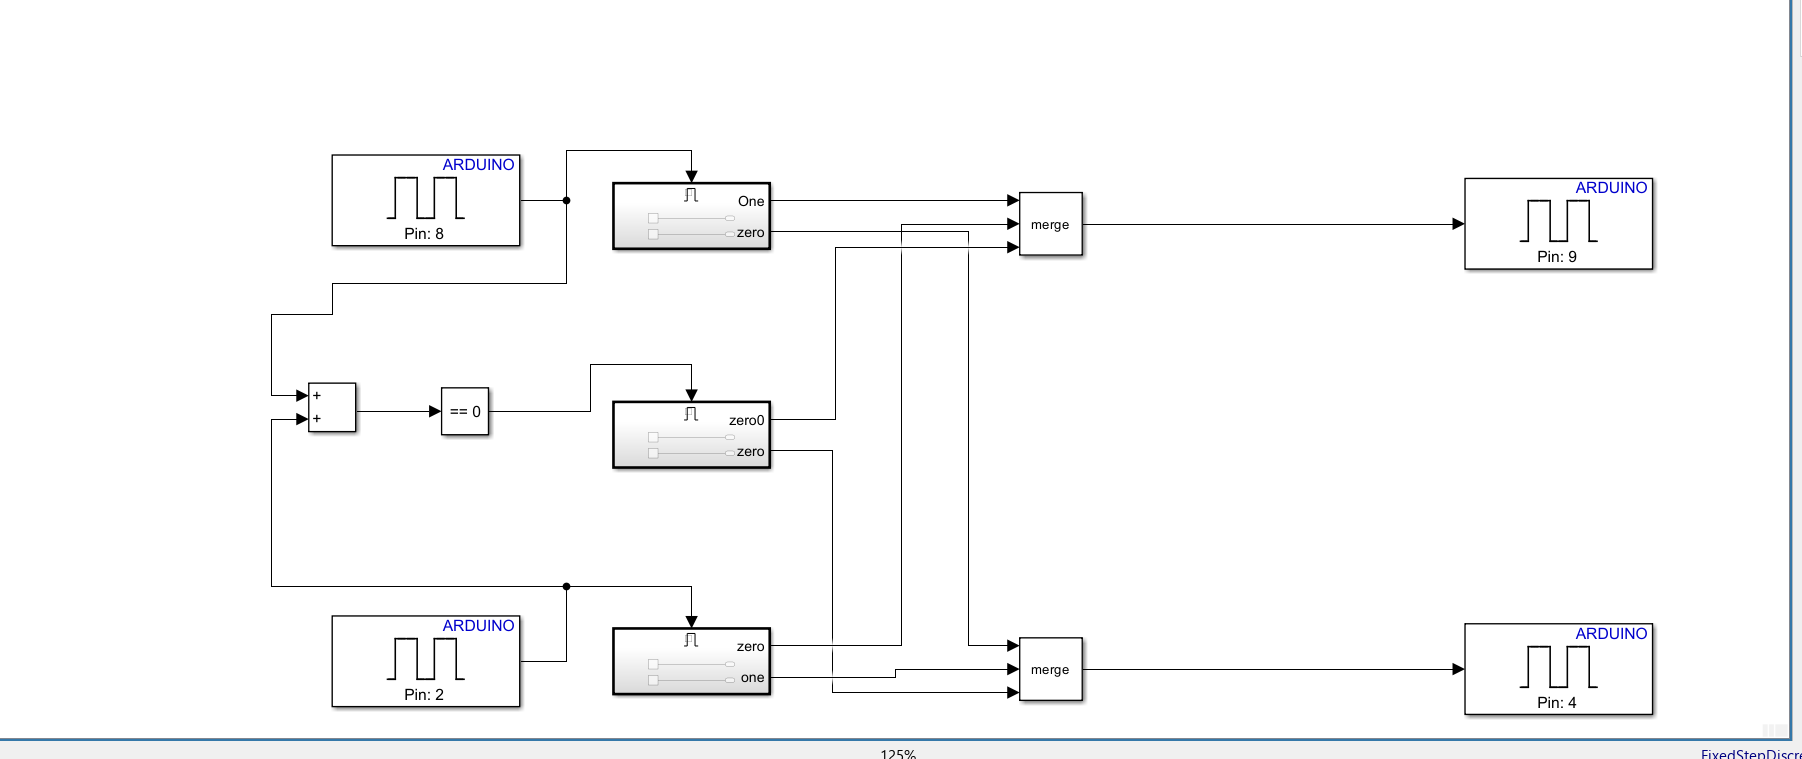 ARDUINO
Pin: 8
One
zero
merge
ARDUINO
Pin: 9
+
+
== 0
zero0
zero
ARDUINO
Pin: 2
zero
one
merge
ARDUINO
Pin: 4
125%